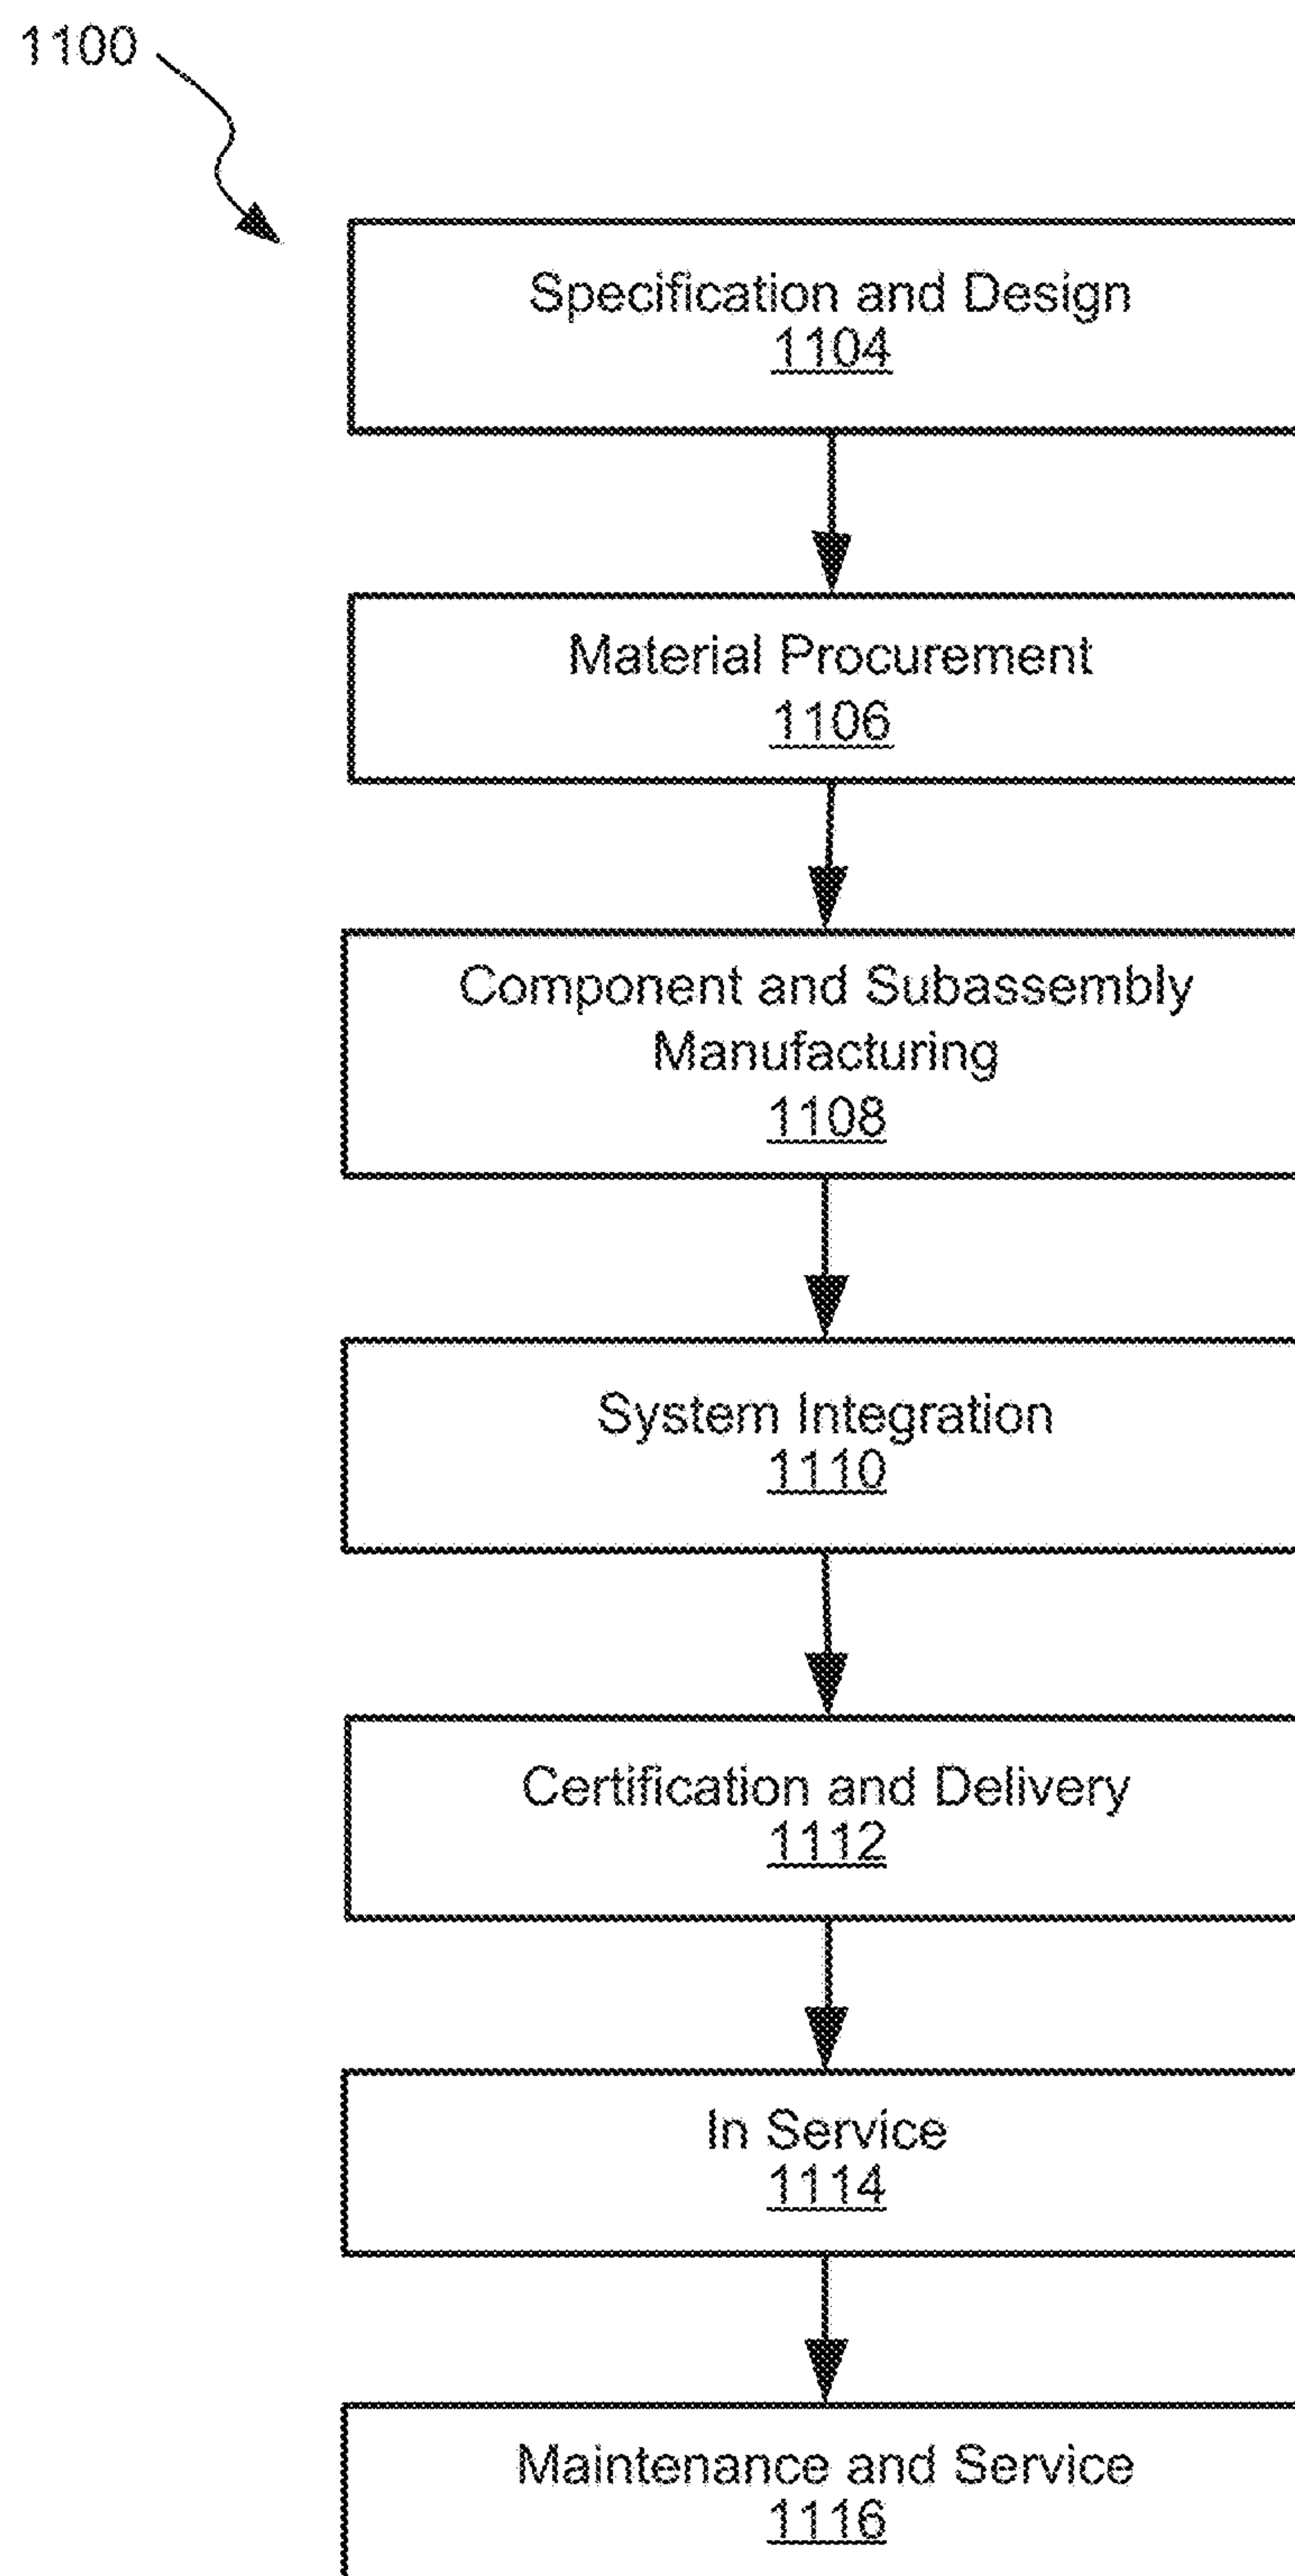 1100
Specification and Design
1104
Material Procurement
1106
Component and Subassembly
Manufacturing
1108
System Integration
1110
Certification and Delivery
1112
In Service
1114
Maintenance and Service
1116